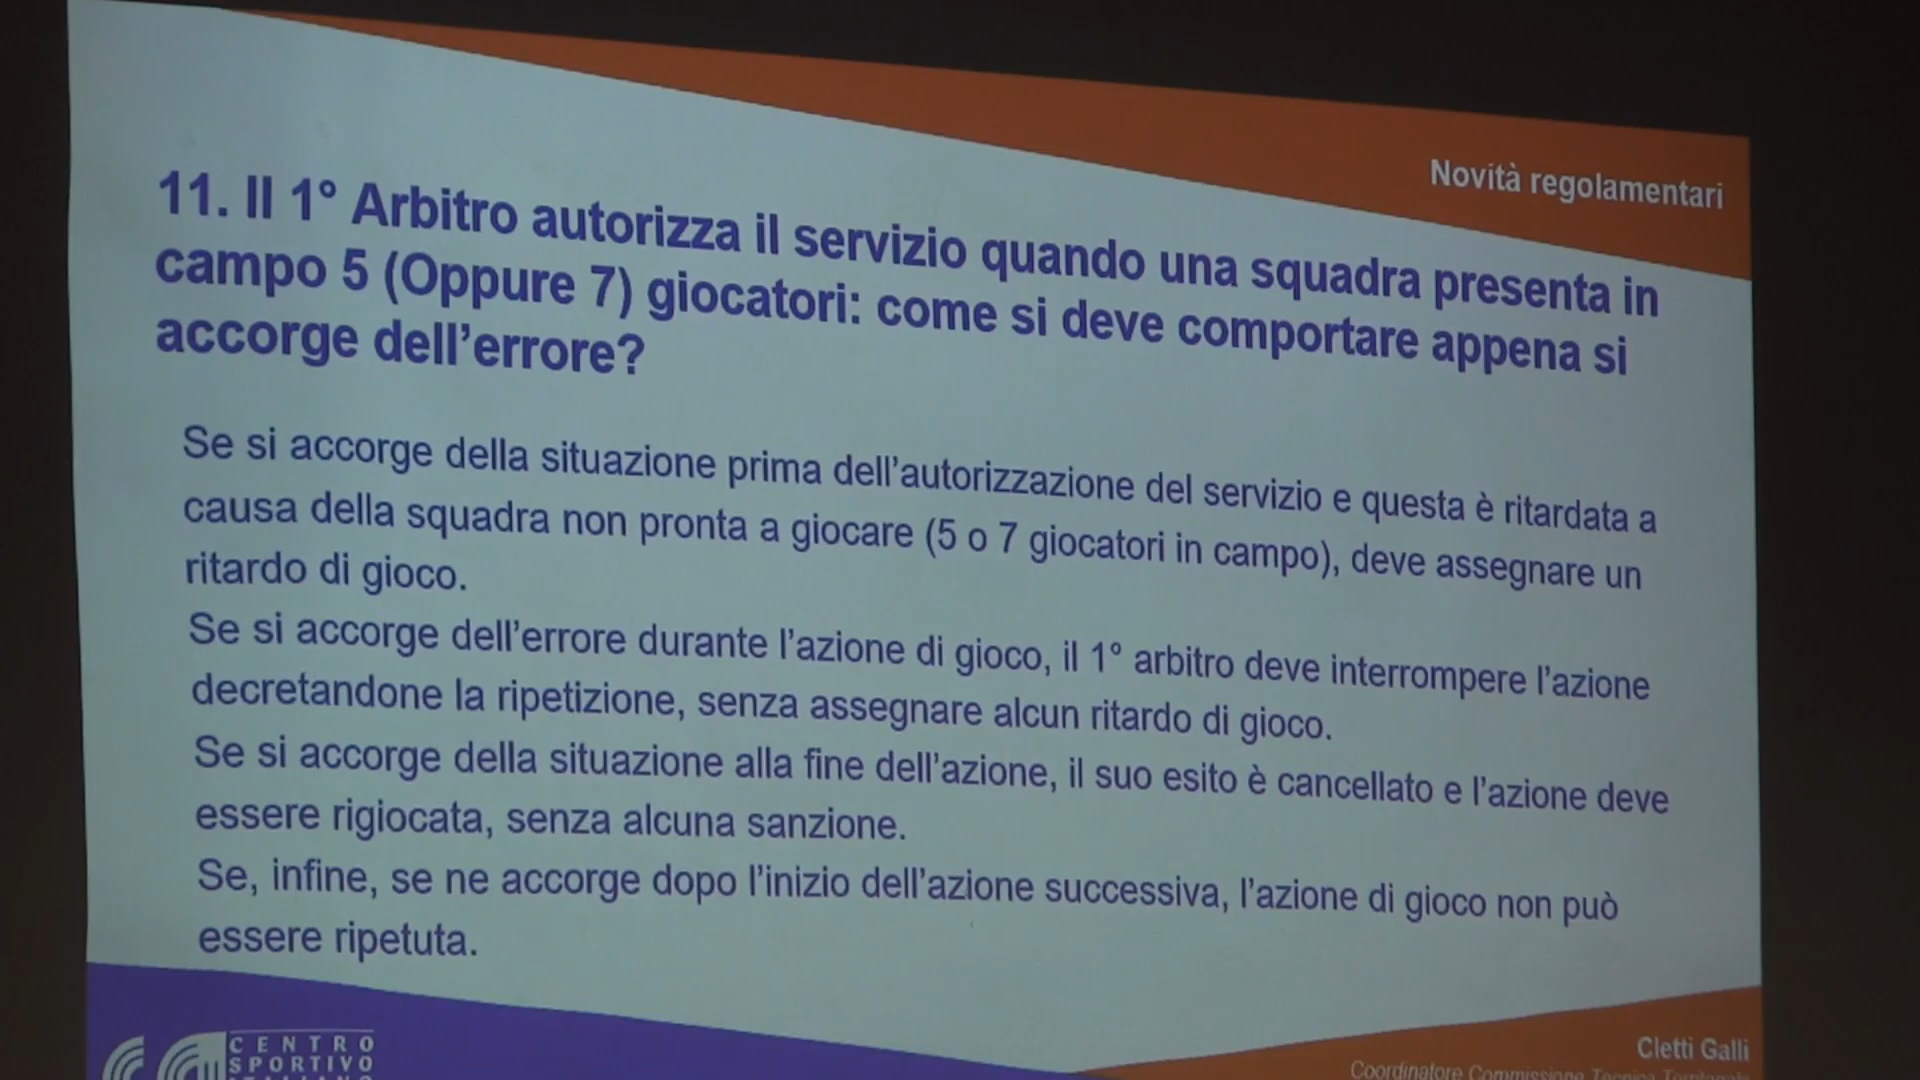 Novità regolamentari
11. Il 1° Arbitro autorizza il servizio quando una squadra presenta in
campo 5 (Oppure 7) giocatori: come si deve comportare appena si
accorge dell'errore?
Se si accorge della situazione prima dell'autorizzazione del servizio e questa è ritardata a
causa della squadra non pronta a giocare (5 o 7 giocatori in campo), deve assegnare un
ritardo di gioco.
Se si accorge dell'errore durante l'azione di gioco, il 1° arbitro deve interrompere l'azione
decretandone la ripetizione, senza assegnare alcun ritardo di gioco.
Se si accorge della situazione alla fine dell'azione, il suo esito è cancellato e l'azione deve
essere rigiocata, senza alcuna sanzione.
Se, infine, se ne accorge dopo l'inizio dell'azione successiva, l'azione di gioco non può
essere ripetuta.
CENTRO
SPORTIVO
Cletti Galli
Coordinatore Commissione Tecnica